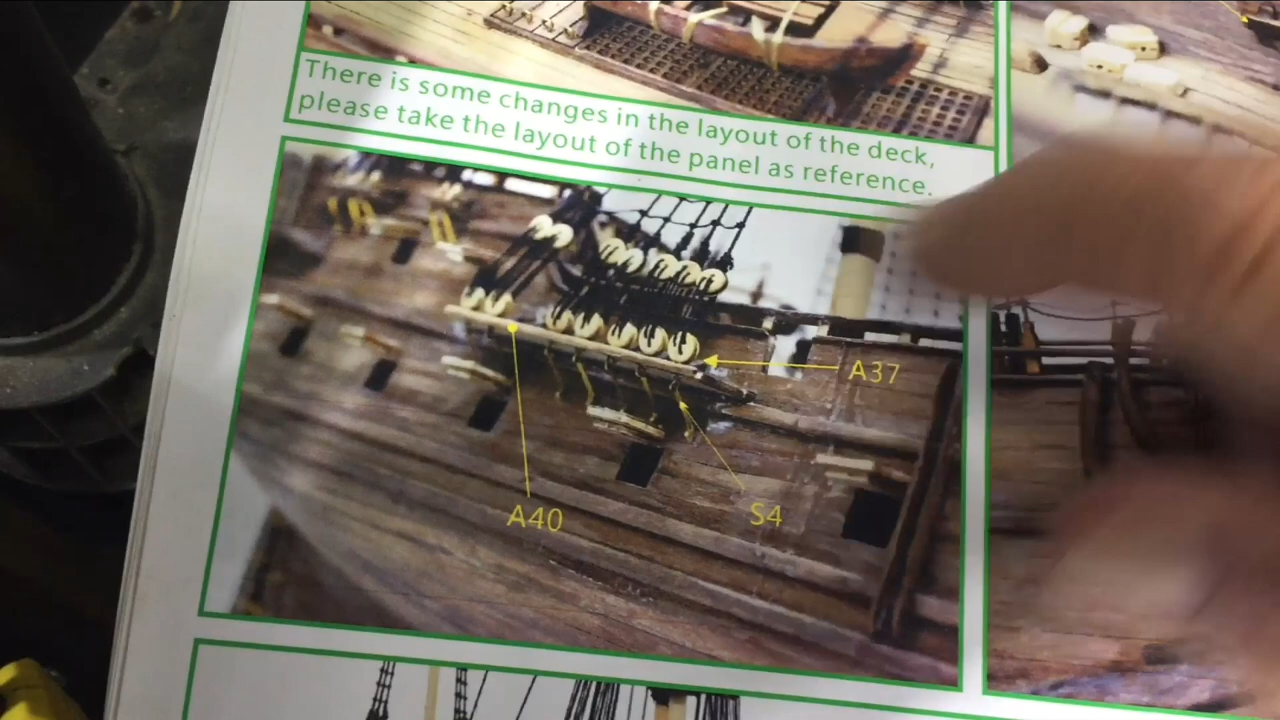 There is some changes in the layout of the deck,
please take the layout of the panel as reference.
A37
A40
S4